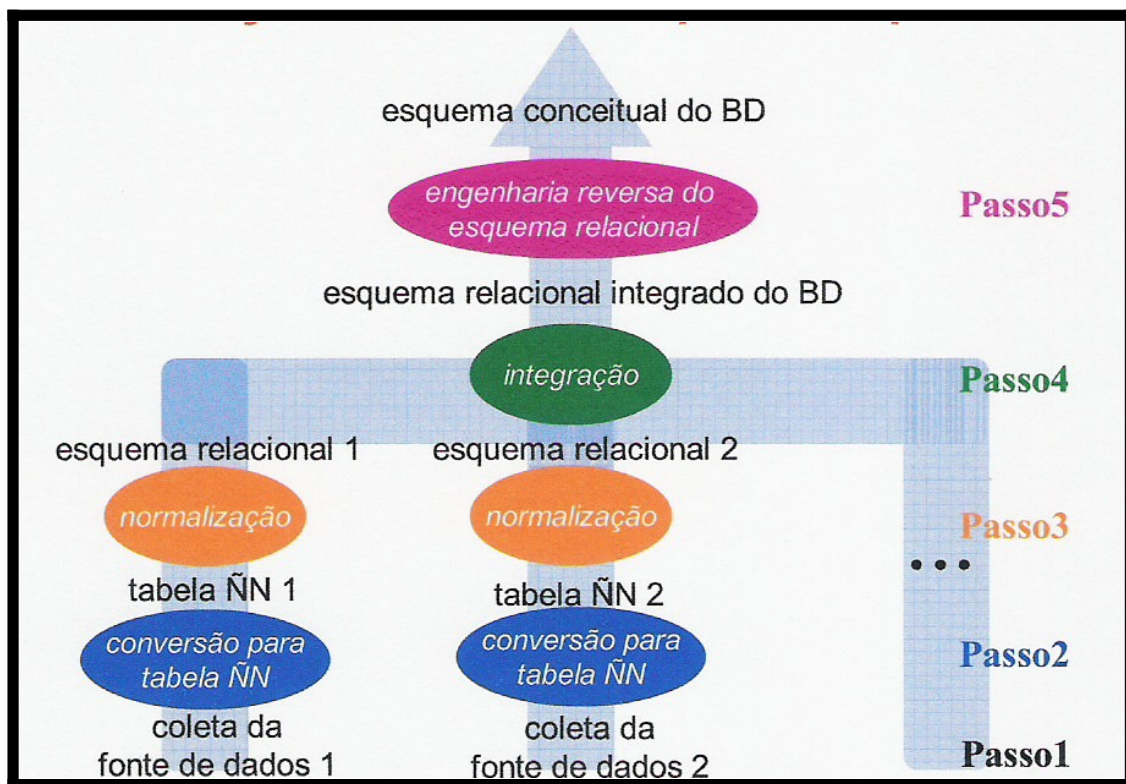 esquema conceitual do BD
engenharia reversa do
esquema relacional
Passo5
esquema relacional integrado do BD
integração
Passo4
esquema relacional 1
esquema relacional 2
normalização
normalização
Passo3
...
tabela ÑN 1
tabela ÑN 2
conversão para
tabela ÑN
conversão para
tabela ÑN
Passo2
coleta da
fonte de dados 1
coleta da
fonte de dados 2
Passo1